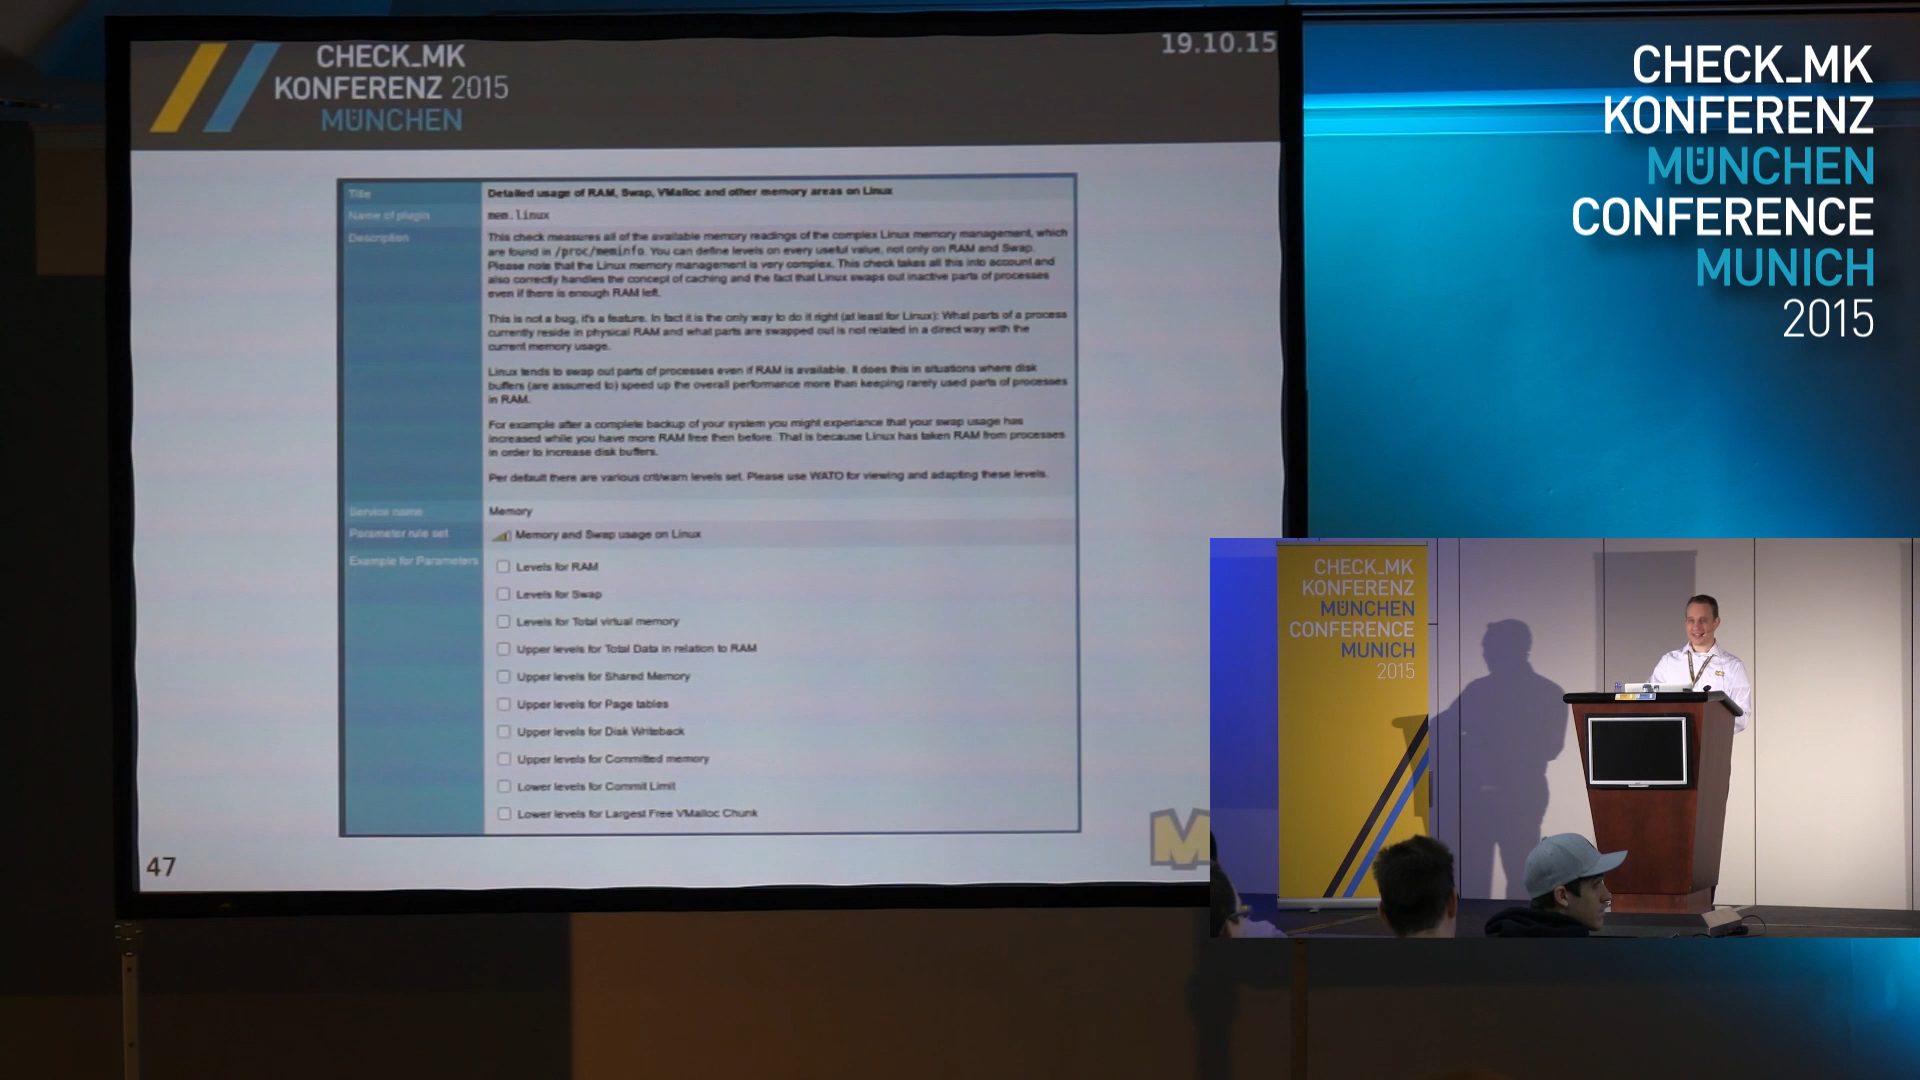 CHECK_MK
KONFERENZ 2015
MÜNCHEN
19.10.15
Title
Detailed usage of RAM, Swap, VMalloc and other memory areas on Linux
Name of plugin
mem.linux
Description
This check measures all of the available memory readings of the complex Linux memory management, which
are found in /proc/meminfo. You can define levels on every useful value, not only on RAM and Swap.
Please note that the Linux memory management is very complex. This check takes all this into account and
also correctly handles the concept of caching and the fact that Linux swaps out inactive parts of processes
even if there is enough RAM left.
This is not a bug, it's a feature. In fact it is the only way to do it right (at least for Linux): What parts of a process
currently reside in physical RAM and what parts are swapped out is not related in a direct way with the
current memory usage.
Linux tends to swap out parts of processes even if RAM is available. It does this in situations where disk
buffers (are assumed to) speed up the overall performance more than keeping rarely used parts of processes
in RAM.
For example after a complete backup of your system you might experiance that your swap usage has
increased while you have more RAM free then before. That is because Linux has taken RAM from processes
in order to increase disk buffers.
Per default there are various crit/warn levels set. Please use WATO for viewing and adapting these levels.
Service name
Memory
Parameter rule set
Memory and Swap usage on Linux
Example for Parameters
Levels for RAM
Levels for Swap
Levels for Total virtual memory
Upper levels for Total Data in relation to RAM
Upper levels for Shared Memory
Upper levels for Page tables
Upper levels for Disk Writeback
Upper levels for Committed memory
Lower levels for Commit Limit
Lower levels for Largest Free VMalloc Chunk
47
M
CHECK_MK
KONFERENZ
MÜNCHEN
CONFERENCE
MUNICH
2015
CHECK_MK
KONFERENZ
MÜNCHEN
CONFERENCE
MUNICH
2015